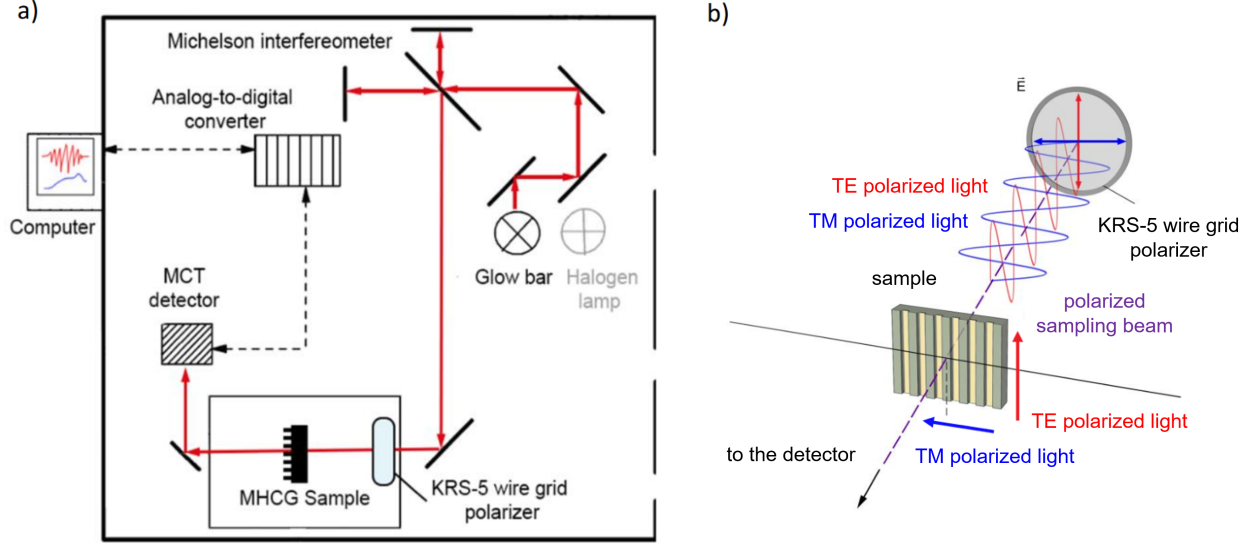 a)
Michelson interfereometer
Analog-to-digital
converter
Computer
Glow bar
Halogen
lamp
MCT
detector
MHCG Sample
KRS-5 wire grid
polarizer
b)
E
TE polarized light
TM polarized light
KRS-5 wire grid
polarizer
sample
polarized
sampling beam
TE polarized light
to the detector
TM polarized light